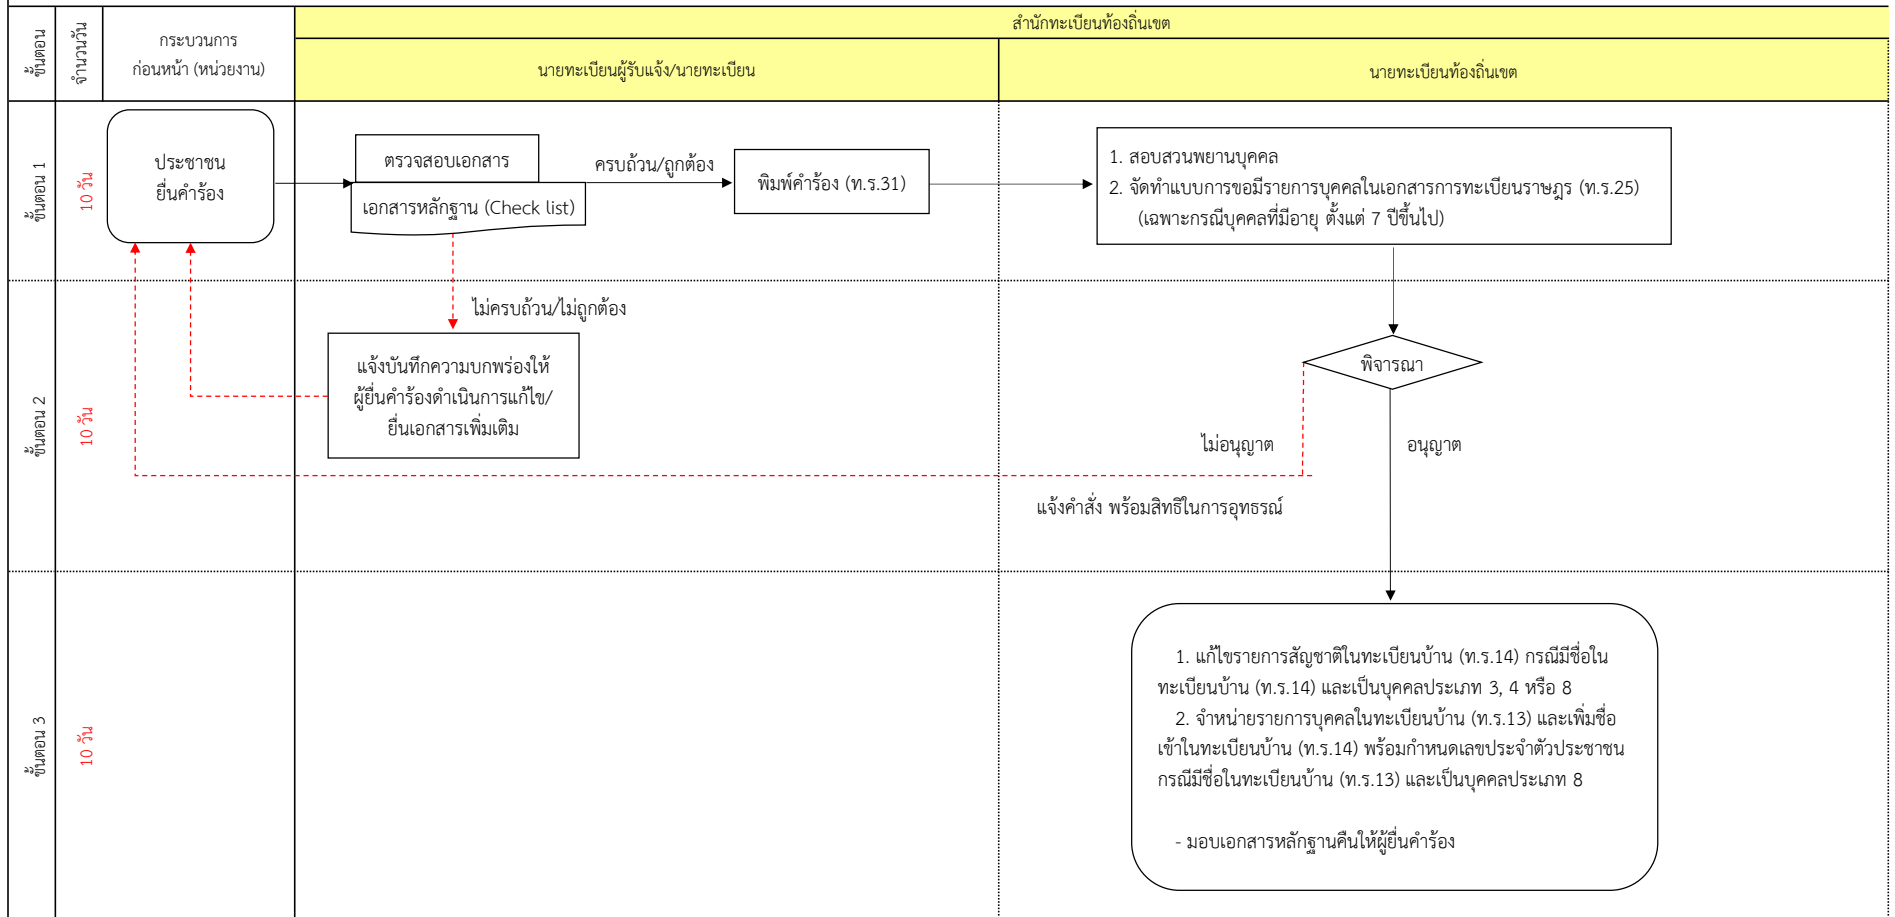 ขั้นตอน
จำนวนวัน
กระบวนการ
ก่อนหน้า (หน่วยงาน)
สำนักทะเบียนท้องถิ่นเขต
นายทะเบียนผู้รับแจ้ง/นายทะเบียน
นายทะเบียนท้องถิ่นเขต
ขั้นตอน 1
10 วัน
ประชาชน
ยื่นคำร้อง
ตรวจสอบเอกสาร
เอกสารหลักฐาน (Check list)
ครบถ้วน/ถูกต้อง
พิมพ์คำร้อง (ท.ร.31)
1. สอบสวนพยานบุคคล
2. จัดทำแบบการขอมีรายการบุคคลในเอกสารการทะเบียนราษฎร (ท.ร.25)
(เฉพาะกรณีบุคคลที่มีอายุ ตั้งแต่ 7 ปีขึ้นไป)
ขั้นตอน 2
10 วัน
ไม่ครบถ้วน/ไม่ถูกต้อง
แจ้งบันทึกความบกพร่องให้
ผู้ยื่นคำร้องดำเนินการแก้ไข/
ยื่นเอกสารเพิ่มเติม
พิจารณา
ไม่อนุญาต
อนุญาต
แจ้งคำสั่ง พร้อมสิทธิในการอุทธรณ์
ขั้นตอน 3
10 วัน
1. แก้ไขรายการสัญชาติในทะเบียนบ้าน (ท.ร.14) กรณีมีชื่อใน
ทะเบียนบ้าน (ท.ร.14) และเป็นบุคคลประเภท 3, 4 หรือ 8
2. จำหน่ายรายการบุคคลในทะเบียนบ้าน (ท.ร.13) และเพิ่มชื่อ
เข้าในทะเบียนบ้าน (ท.ร.14) พร้อมกำหนดเลขประจำตัวประชาชน
กรณีมีชื่อในทะเบียนบ้าน (ท.ร.13) และเป็นบุคคลประเภท 8
- มอบเอกสารหลักฐานคืนให้ผู้ยื่นคำร้อง